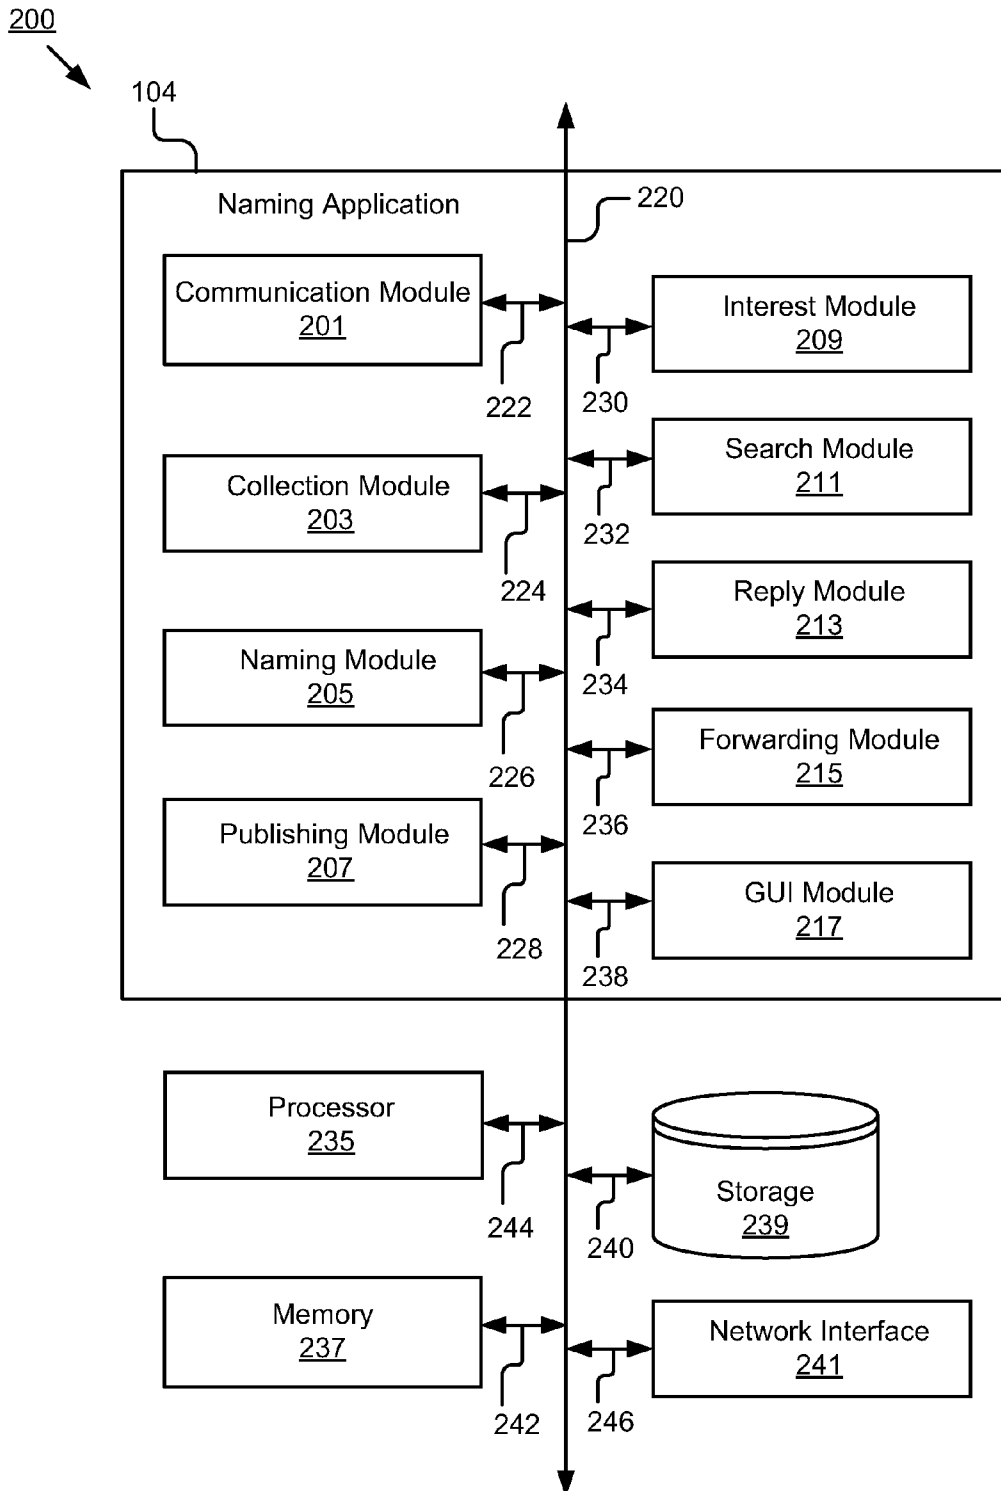 200
104
Naming Application
220
Communication Module
201
222
Interest Module
209
230
Collection Module
203
224
Search Module
211
232
Naming Module
205
226
Reply Module
213
234
Publishing Module
207
228
Forwarding Module
215
236
GUI Module
217
238
Processor
235
244
Storage
239
240
Memory
237
242
Network Interface
241
246